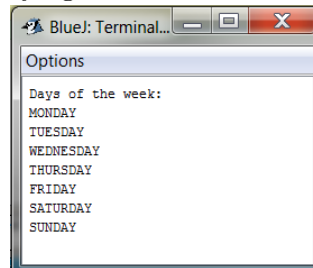 BlueJ: Terminal...
Options
Days of the week:
MONDAY
TUESDAY
WEDNESDAY
THURSDAY
FRIDAY
SATURDAY
SUNDAY